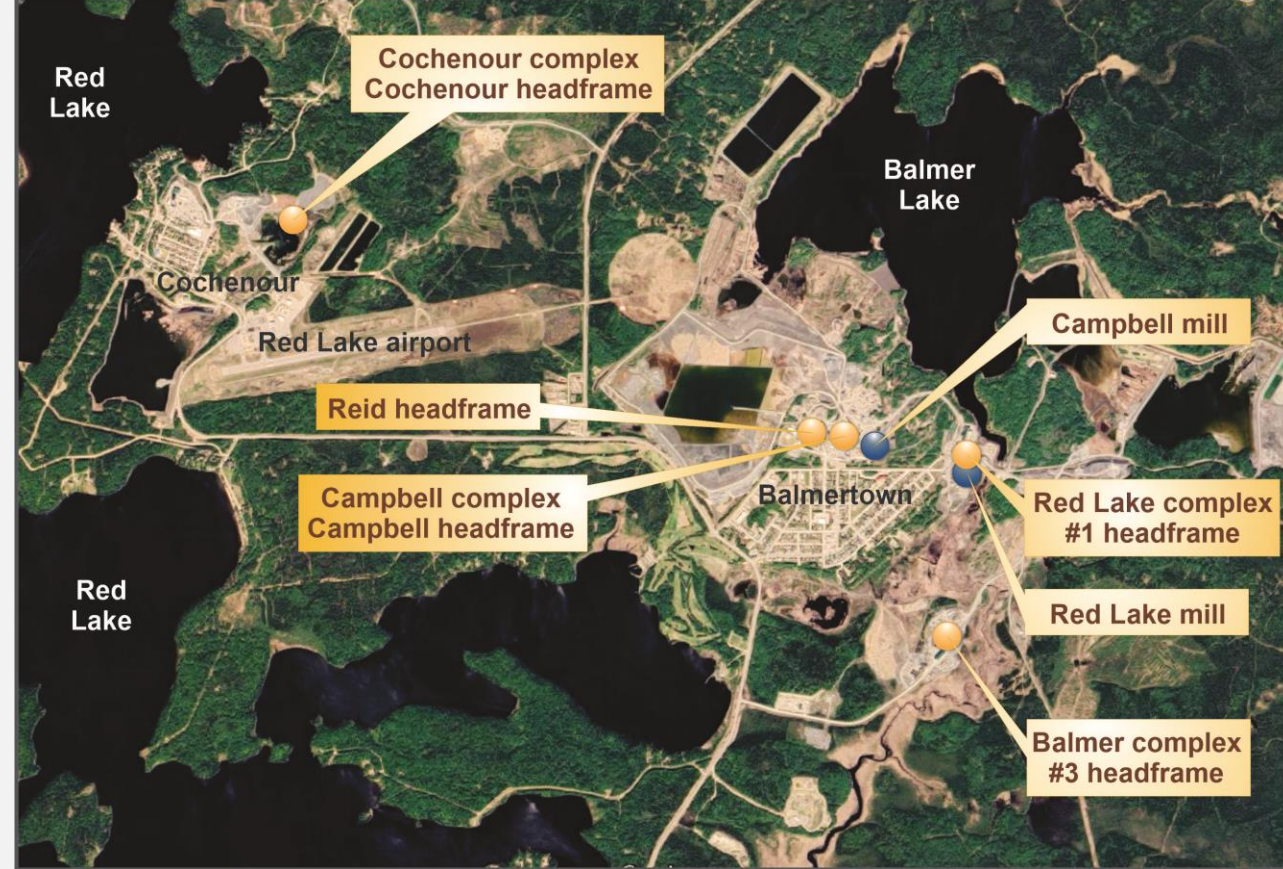 Red
Lake
Cochenour complex
Cochenour headframe
Balmer
Lake
Cochenour
Campbell mill
Red Lake airport
Reid headframe
Campbell complex
Campbell headframe
Balmertown
Red Lake complex
#1 headframe
Red
Lake
Red Lake mill
Balmer complex
#3 headframe